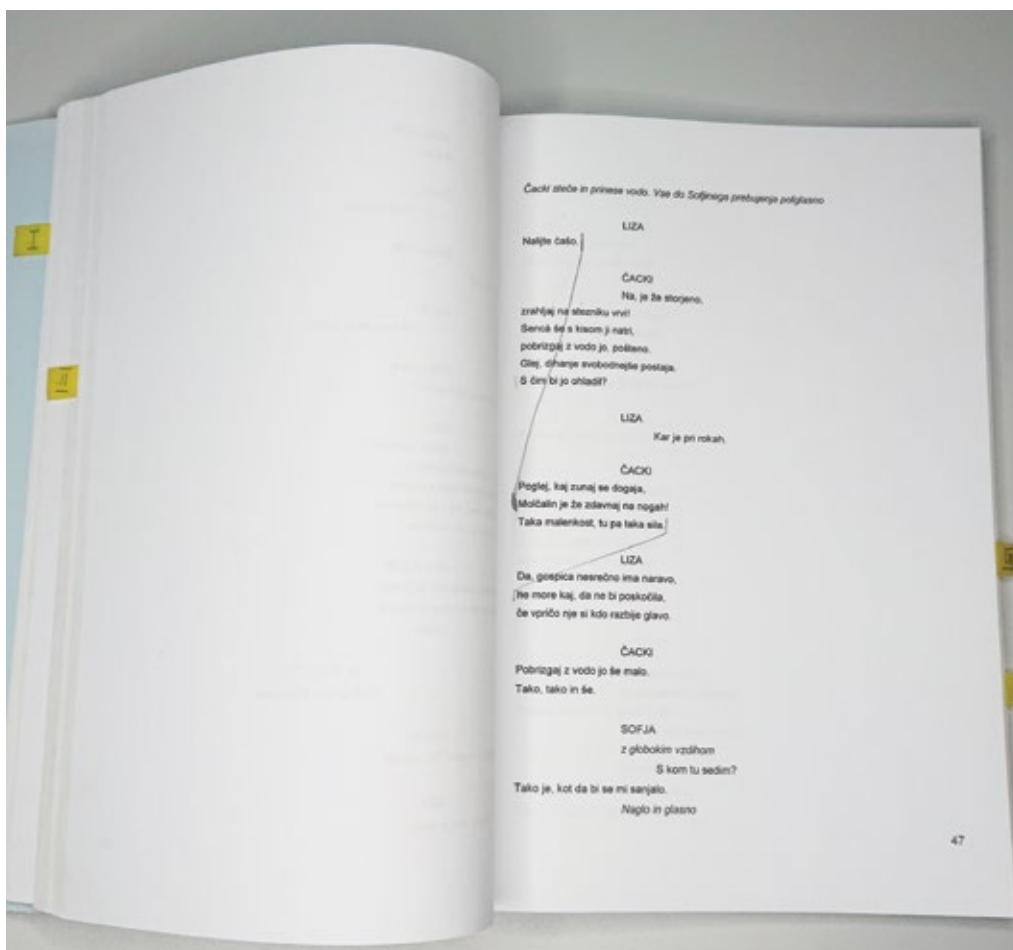 I
II
Čacki steče in prinese vodo. Vse do Sofjinega prebujenja polglasno
LIZA
Nalijte čašo.
ČACKI
Na, je že storjeno,
zrahljaj na stezniku vrvi!
Sencá še s kisom ji natri,
pobrizgaj z vodo jo, pošteno.
Glej, dihanje svobodnejše postaja.
S čim bi jo ohladil?
LIZA
Kar je pri rokah.
ČACKI
Poglej, kaj zunaj se dogaja,
Molčalin je že zdavnaj na nogah!
Taka malenkost, tu pa taka sila.
LIZA
Da, gospica nesrečno ima naravo,
ne more kaj, da ne bi poskočila,
če vpričo nje si kdo razbije glavo.
ČACKI
Pobrizgaj z vodo jo še malo.
Tako, tako in še.
SOFJA
z globokim vzdihom
S kom tu sedim?
Tako je, kot da bi se mi sanjalo.
Naglo in glasno
47